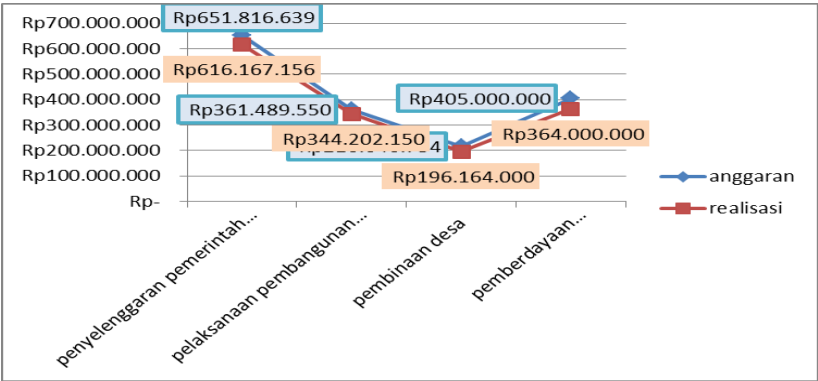 Rp700.000.000
Rp600.000.000
Rp500.000.000
Rp400.000.000
Rp300.000.000
Rp200.000.000
Rp100.000.000
Rp-
Rp651.816.639
Rp616.167.156
Rp361.489.550
Rp344.202.150
Rp405.000.000
Rp364.000.000
Rp196.164.000
anggaran
realisasi
penyelenggaran pemerintah...
pelaksanaan pembangunan...
pembinaan desa
pemberdayaan...